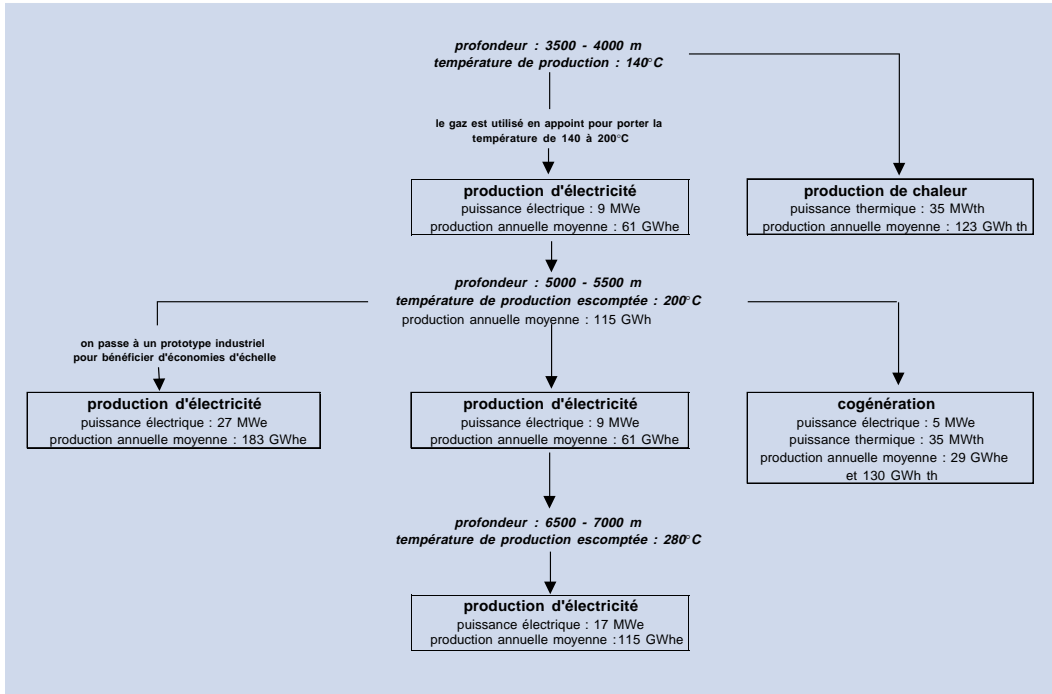 profondeur : 3500 - 4000 m
température de production : 140°C
le gaz est utilisé en appoint pour porter la
température de 140 à 200°C
production d'électricité
puissance électrique : 9 MWe
production annuelle moyenne : 61 GWhe
production de chaleur
puissance thermique : 35 MWth
production annuelle moyenne : 123 GWh th
profondeur : 5000 - 5500 m
température de production escomptée : 200°C
production annuelle moyenne : 115 GWh
on passe à un prototype industriel
pour bénéficier d'économies d'échelle
production d'électricité
puissance électrique : 27 MWe
production annuelle moyenne : 183 GWhe
production d'électricité
puissance électrique : 9 MWe
production annuelle moyenne : 61 GWhe
cogénération
puissance électrique : 5 MWe
puissance thermique : 35 MWth
production annuelle moyenne : 29 GWhe
et 130 GWh th
profondeur : 6500 - 7000 m
température de production escomptée : 280°C
production d'électricité
puissance électrique : 17 MWe
production annuelle moyenne :115 GWhe